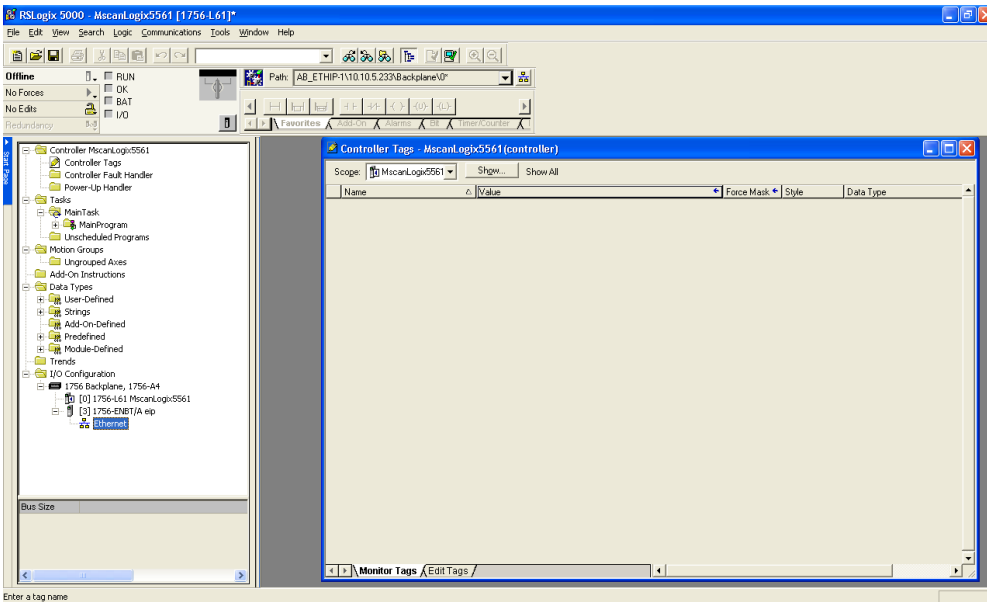 RSLogix 5000 - MscanLogix5561 [1756-L61]*
File Edit View Search Logic Communications Tools Window Help
Offline
RUN
No Forces
OK
No Edits
BAT
Redundancy
I/O
Path: AB_ETHIP-1\10.10.5.233\Backplane\0*
Favorites Add-On Alarms Bit Timer/Counter
Start Page
Controller MscanLogix5561
Controller Tags
Controller Fault Handler
Power-Up Handler
Tasks
MainTask
MainProgram
Unscheduled Programs
Motion Groups
Ungrouped Axes
Add-On Instructions
Data Types
User-Defined
Strings
Add-On-Defined
Predefined
Module-Defined
Trends
I/O Configuration
1756 Backplane, 1756-A4
[0] 1756-L61 MscanLogix5561
[3] 1756-ENBT/A eip
Ethernet
Bus Size
Controller Tags - MscanLogix5561(controller)
Scope: MscanLogix5561 Show... Show All
Name Value Force Mask Style Data Type
Monitor Tags Edit Tags
Enter a tag name